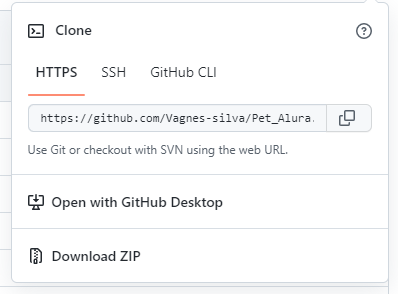 Clone
HTTPS SSH GitHub CLI
https://github.com/Vagnes-silva/Pet_Alura.
Use Git or checkout with SVN using the web URL.
Open with GitHub Desktop
Download ZIP